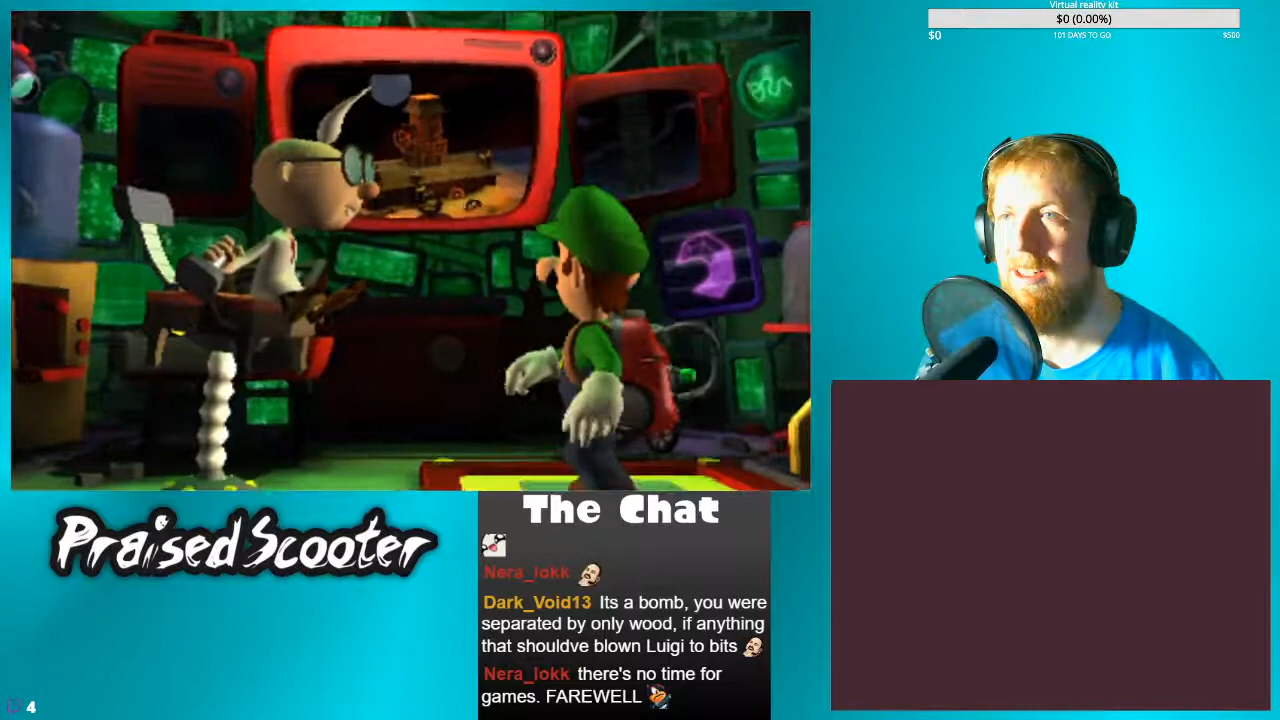 Virtual reality kit
$0 (0.00%)
$0 101 DAYS TO GO $500
PraisedScooter
The Chat
Nera_lokk
Dark_Void13 Its a bomb, you were
separated by only wood, if anything
that shouldve blown Luigi to bits
Nera_lokk there's no time for
games. FAREWELL
4